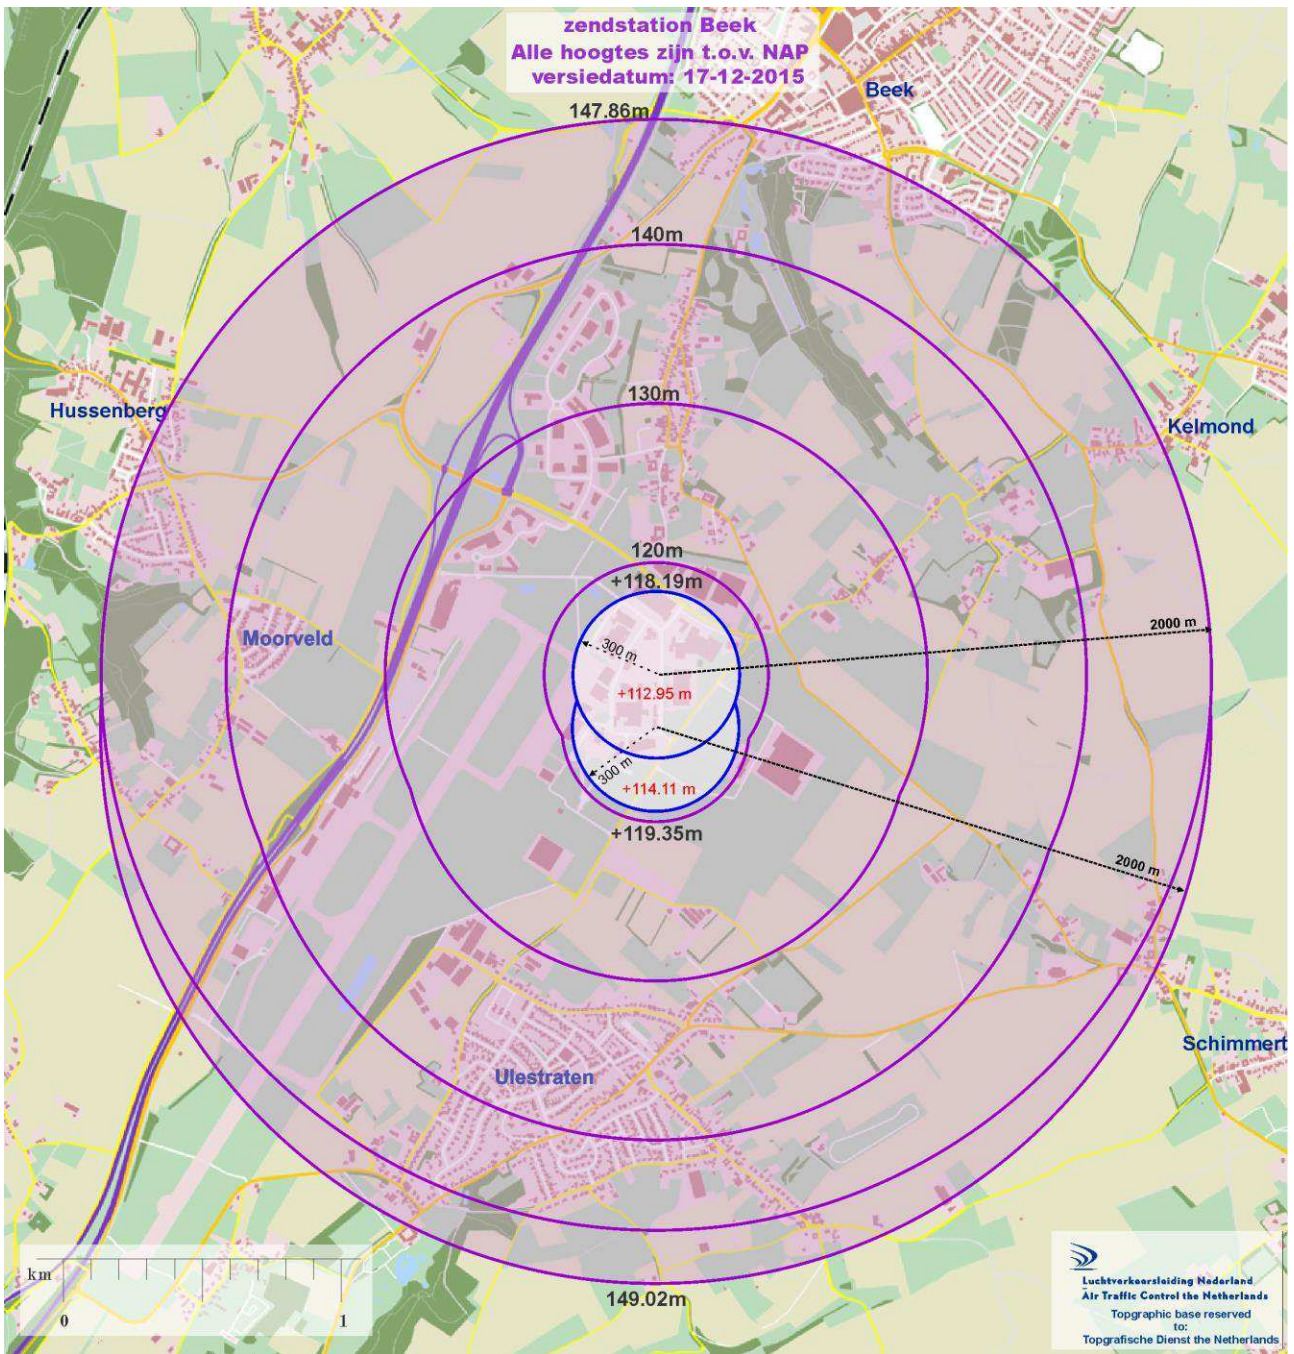 zendstation Beek
Alle hoogtes zijn t.o.v. NAP
versiedatum: 17-12-2015
Beek
147.86m
140m
130m
Hussenberg
Kelmond
120m
+118.19m
2000 m
Moorveld
300 m
+112.95 m
300 m
+114.11 m
+119.35m
2000 m
Schimmert
Ulestraten
149.02m
km
0 1
Luchtverkeersleiding Nederland
Air Traffic Control the Netherlands
Topgraphic base reserved
to:
Topgrafische Dienst the Netherlands